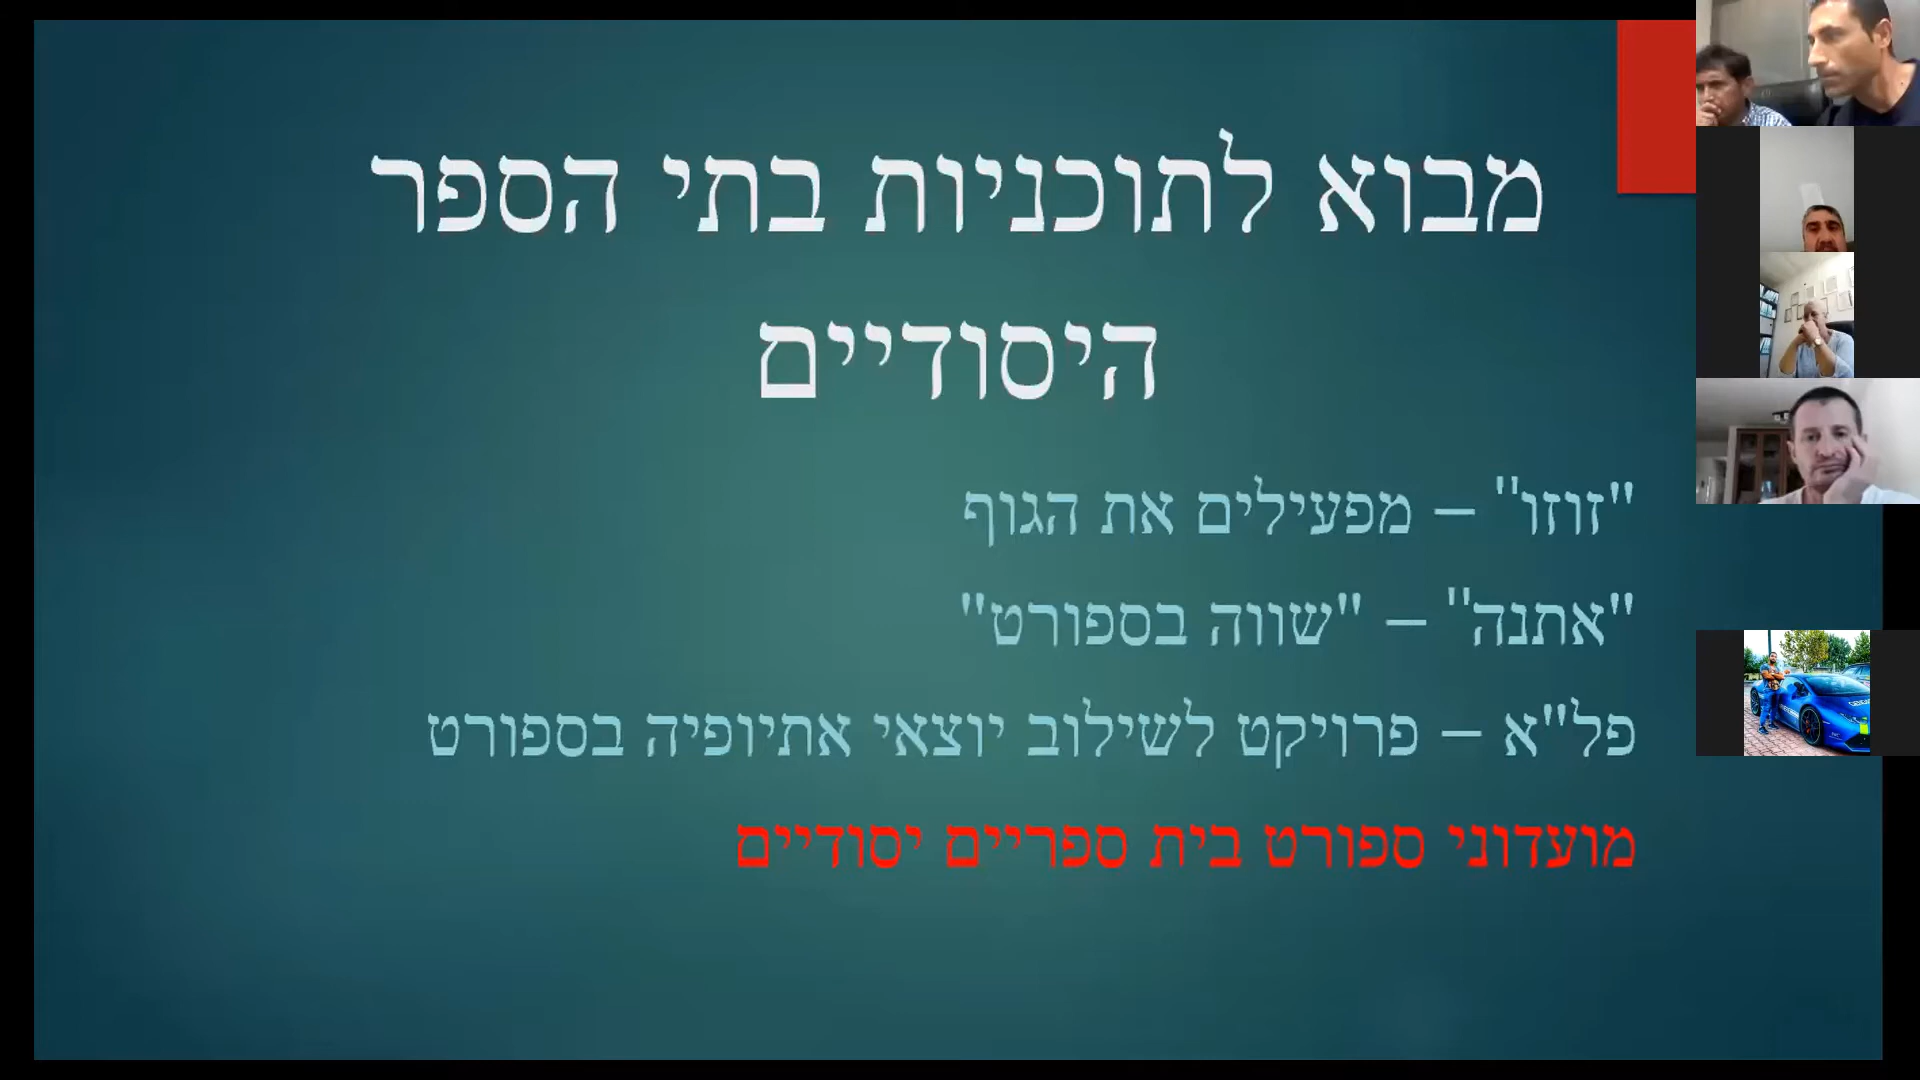 מבוא לתוכניות בתי הספר
היסודיים
"זוזו" – מפעילים את הגוף
"אתנה" – "שווה בספורט"
פל"א – פרויקט לשילוב יוצאי אתיופיה בספורט
מועדוני ספורט בית ספריים יסודיים